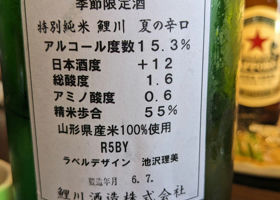 季節限定酒
特別純米 鯉川 夏の辛口
アルコール度数15.3%
日本酒度 +12
総酸度 1.6
アミノ酸度 0.6
精米歩合 55%
山形県産米100%使用
R5BY
ラベルデザイン 池沢理美
製造年月 6.7.
鯉川酒造株式会社